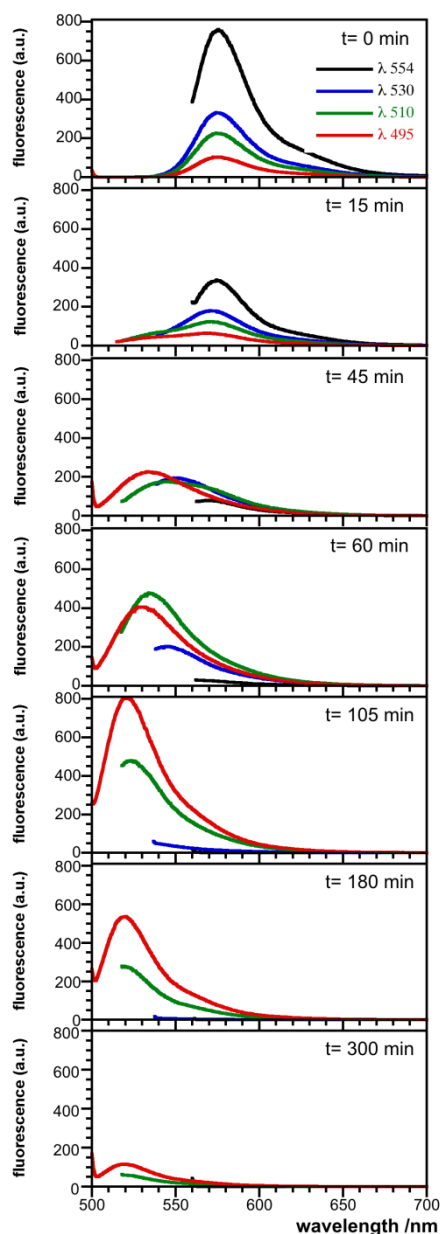 fluorescence (a.u.)
800
600
400
200
0
t= 0 min
λ 554
λ 530
λ 510
λ 495
fluorescence (a.u.)
800
600
400
200
0
t= 15 min
fluorescence (a.u.)
800
600
400
200
0
t= 45 min
fluorescence (a.u.)
800
600
400
200
0
t= 60 min
fluorescence (a.u.)
800
600
400
200
0
t= 105 min
fluorescence (a.u.)
800
600
400
200
0
t= 180 min
fluorescence (a.u.)
800
600
400
200
0
t= 300 min
500 550 600 650 700
wavelength /nm